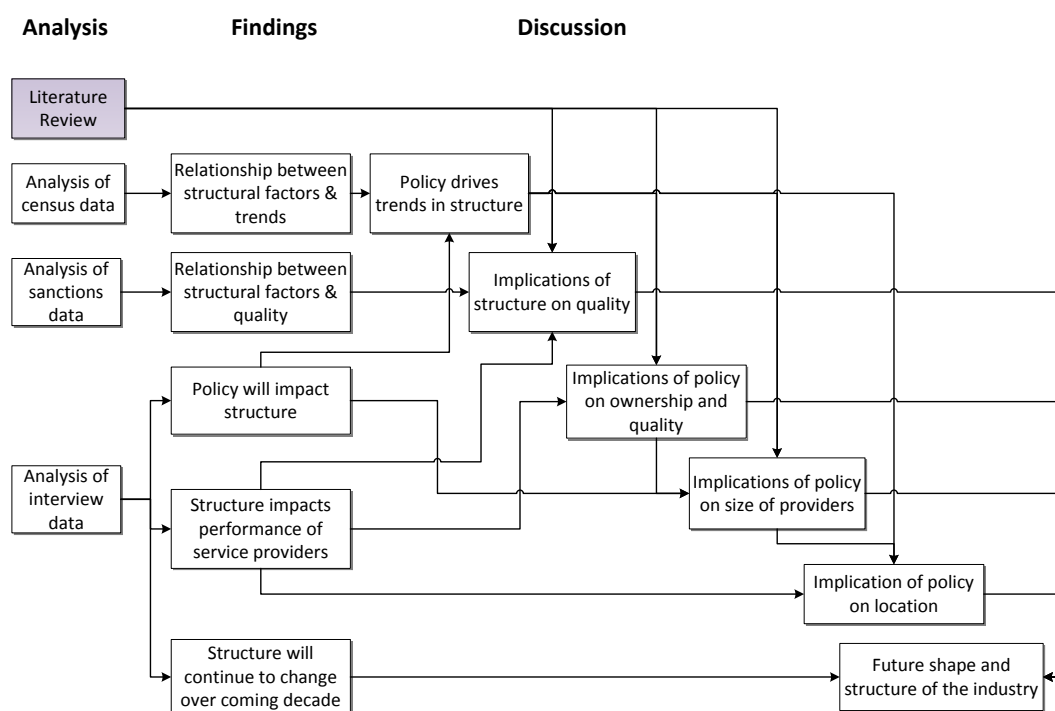 Analysis Findings Discussion
Literature
Review
Analysis of
census data
Relationship between
structural factors &
trends
Policy drives
trends in structure
Analysis of
sanctions
data
Relationship between
structural factors &
quality
Implications of
structure on quality
Policy will impact
structure
Implications of policy
on ownership and
quality
Analysis of
interview
data
Structure impacts
performance of
service providers
Implications of policy
on size of providers
Implication of policy
on location
Structure will
continue to change
over coming decade
Future shape and
structure of the industry